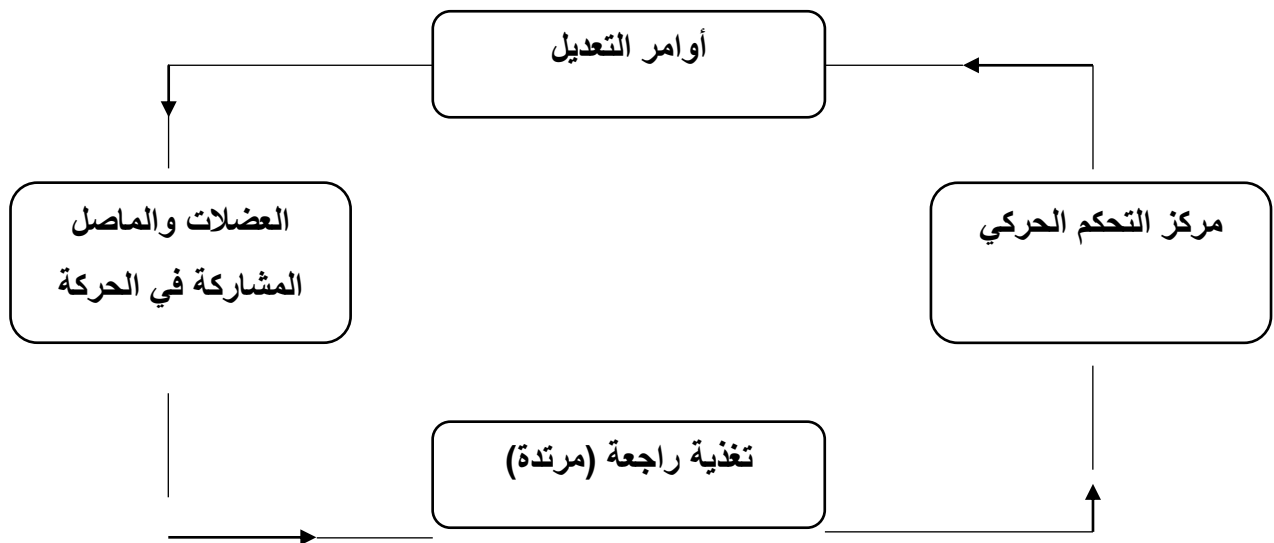 أوامر التعديل
مركز التحكم الحركي
العضلات والماصل
المشاركة في الحركة
تغذية راجعة (مرتدة)